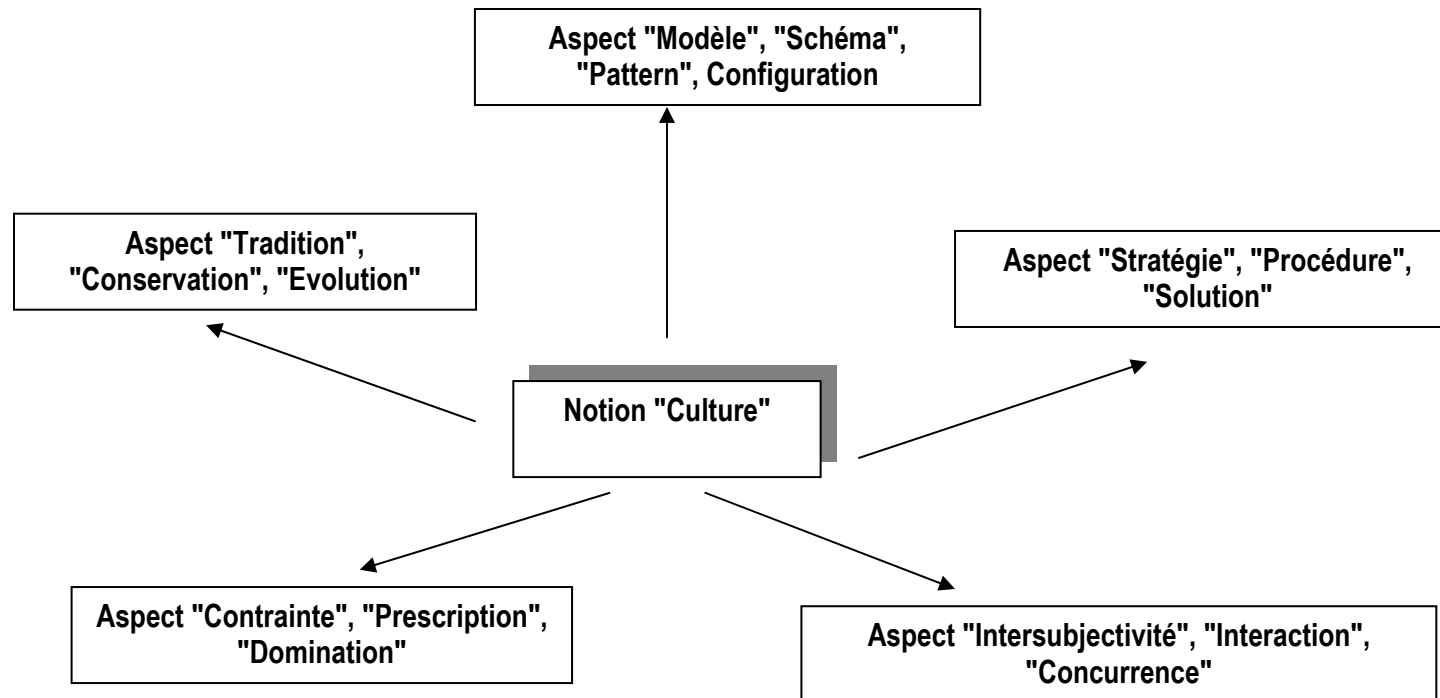 Aspect "Modèle", "Schéma",
"Pattern", Configuration
Aspect "Tradition",
"Conservation", "Evolution"
Aspect "Stratégie", "Procédure",
"Solution"
Notion "Culture"
Aspect "Contrainte", "Prescription",
"Domination"
Aspect "Intersubjectivité", "Interaction",
"Concurrence"